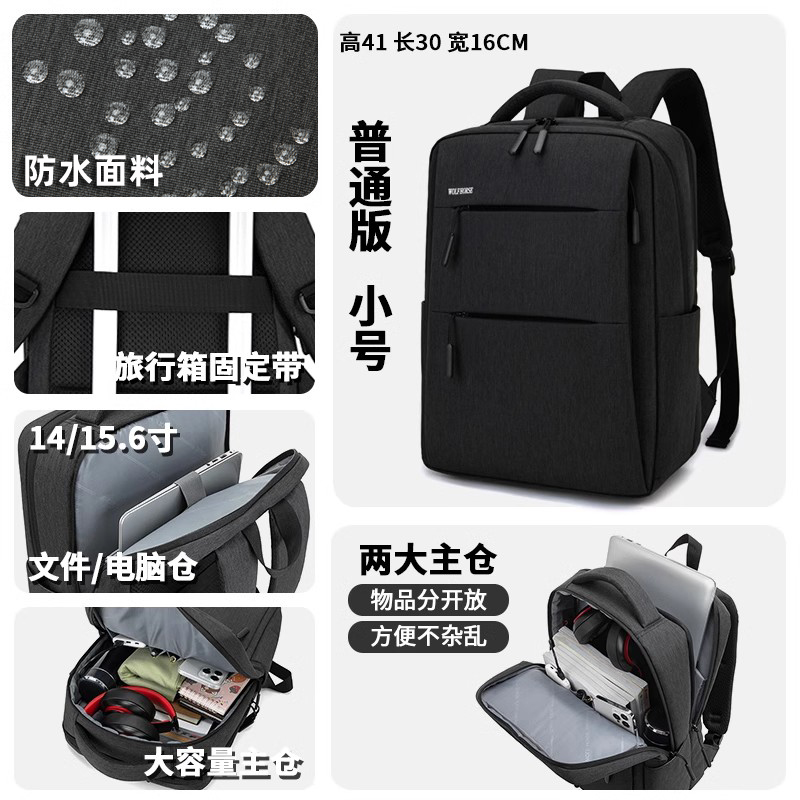 防水面料
旅行箱固定带
14/15.6寸
文件/电脑仓
大容量主仓
高41 长30 宽16CM
普通版 小号
WOLFHORSE
两大主仓
物品分开放
方便不杂乱